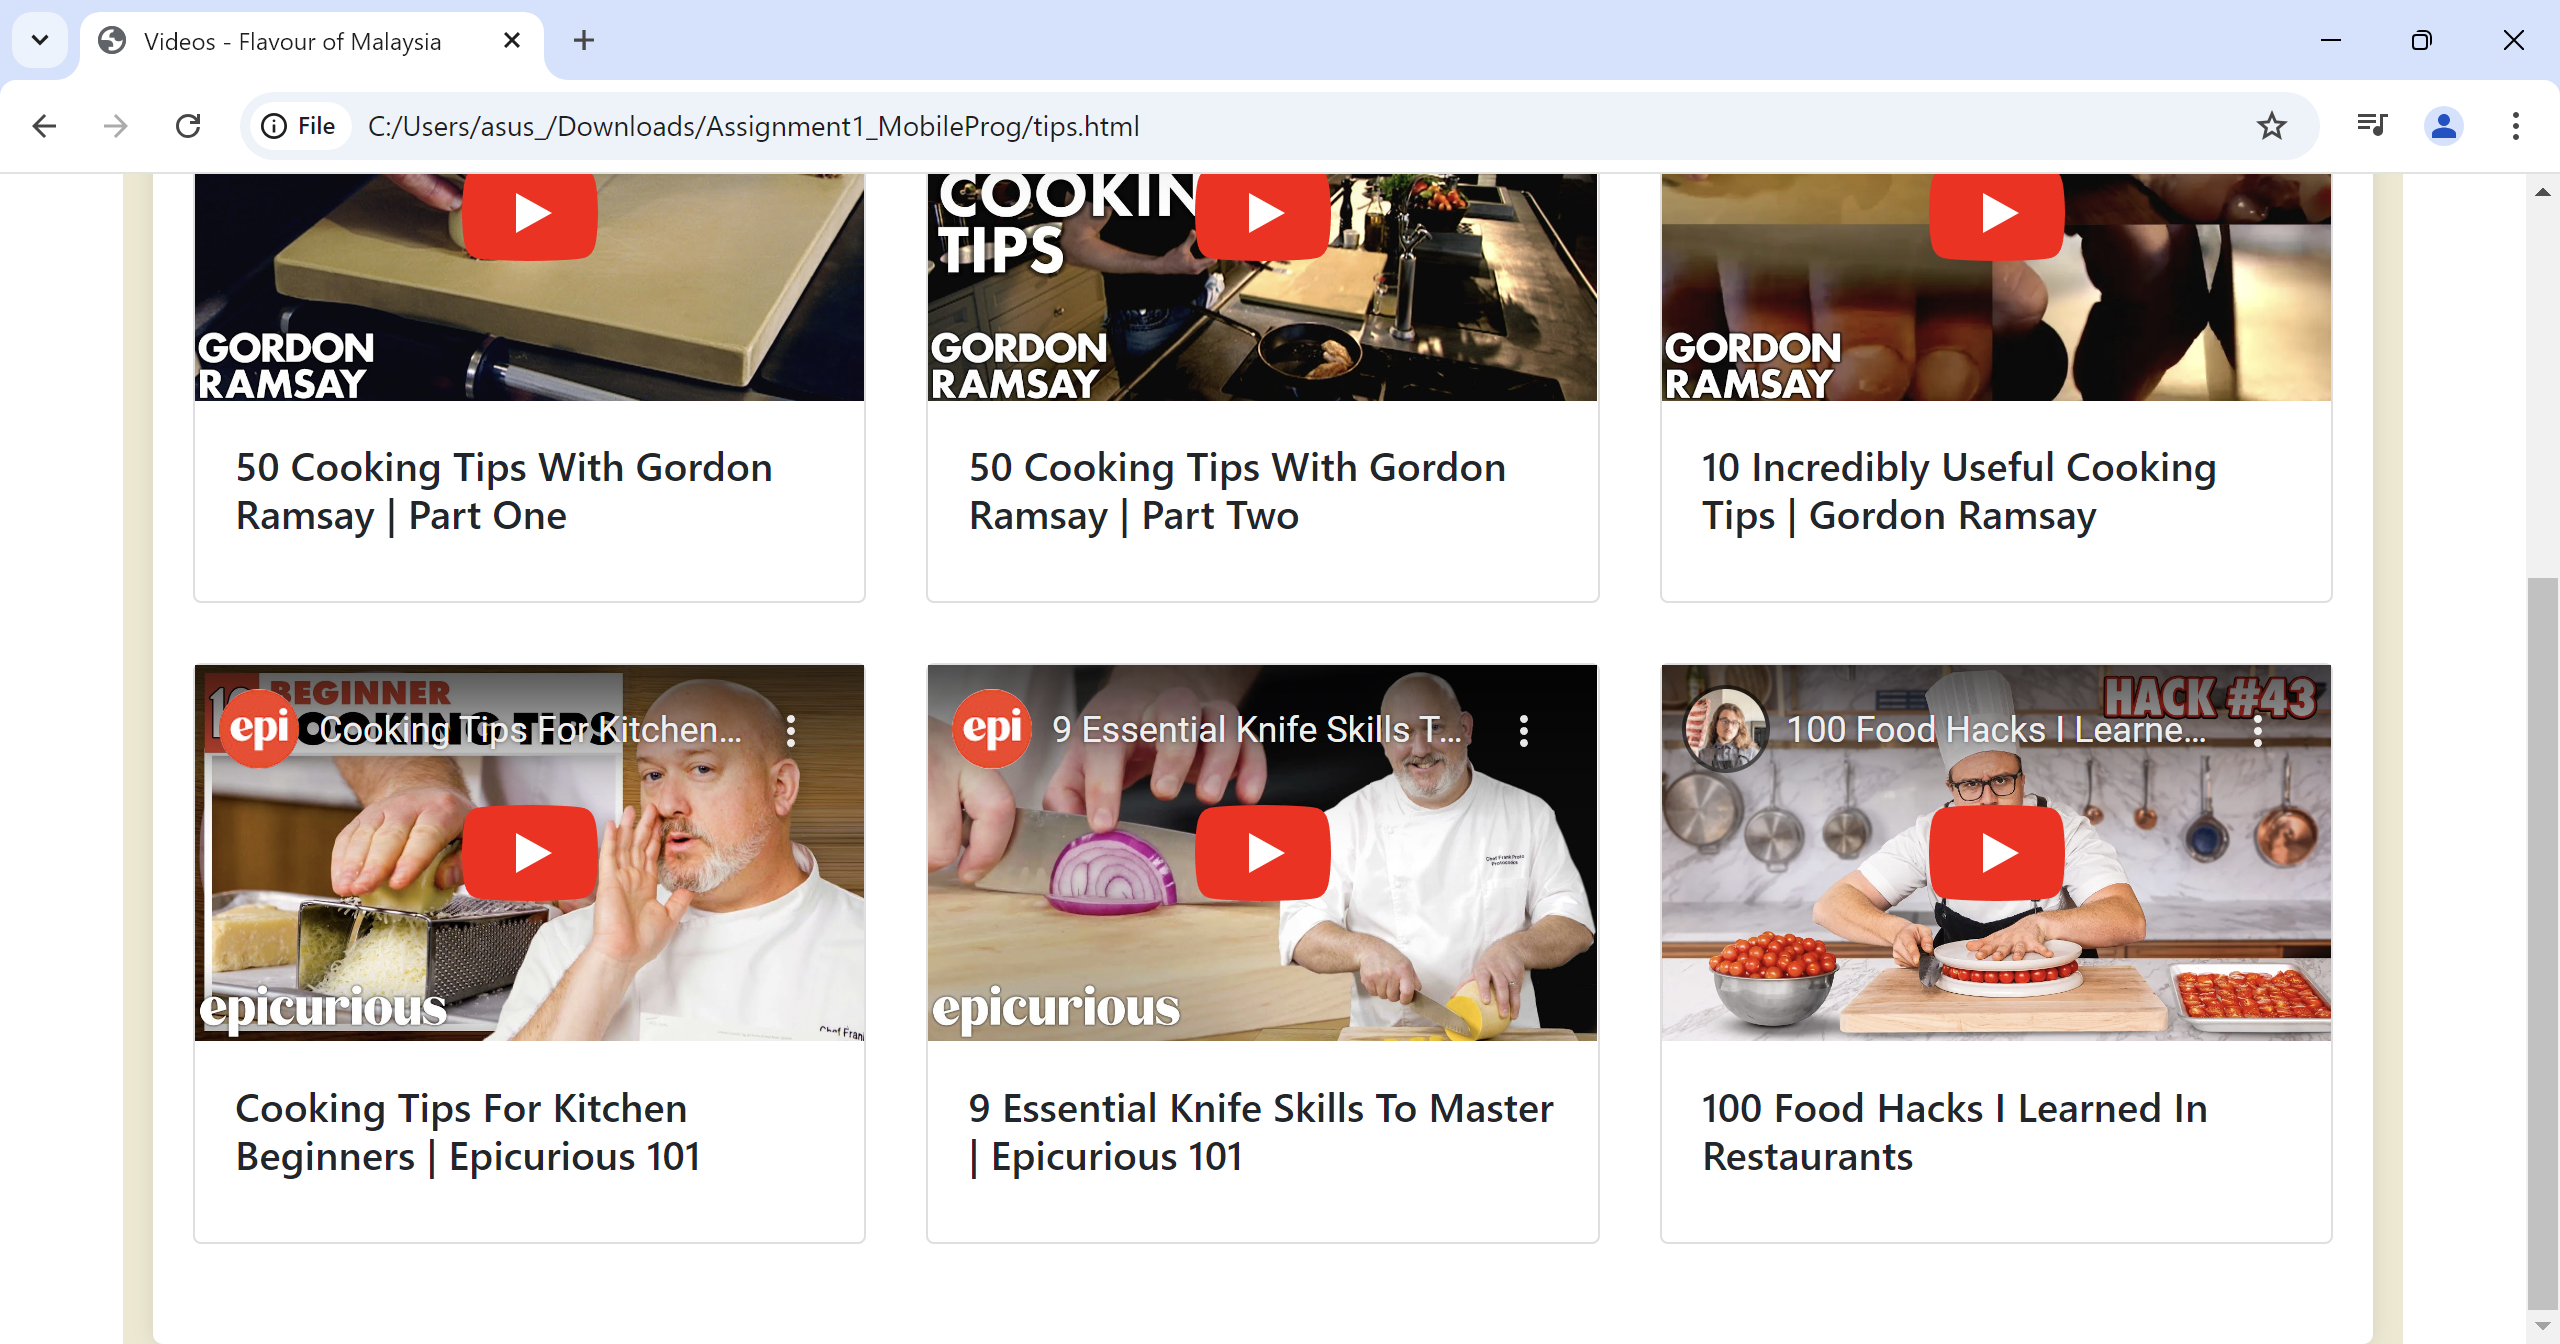 Videos - Flavour of Malaysia
File
C:/Users/asus_/Downloads/Assignment1_MobileProg/tips.html
GORDON
RAMSAY
COOKIN
TIPS
GORDON
RAMSAY
GORDON
RAMSAY
50 Cooking Tips With Gordon
Ramsay | Part One
50 Cooking Tips With Gordon
Ramsay | Part Two
10 Incredibly Useful Cooking
Tips | Gordon Ramsay
BEGINNER
epi
Cooking Tips For Kitchen...
epicurious
epi
9 Essential Knife Skills T...
Chef Frank Proto
epicurious
HACK #43
100 Food Hacks I Learne...
Cooking Tips For Kitchen
Beginners | Epicurious 101
9 Essential Knife Skills To Master
| Epicurious 101
100 Food Hacks I Learned In
Restaurants